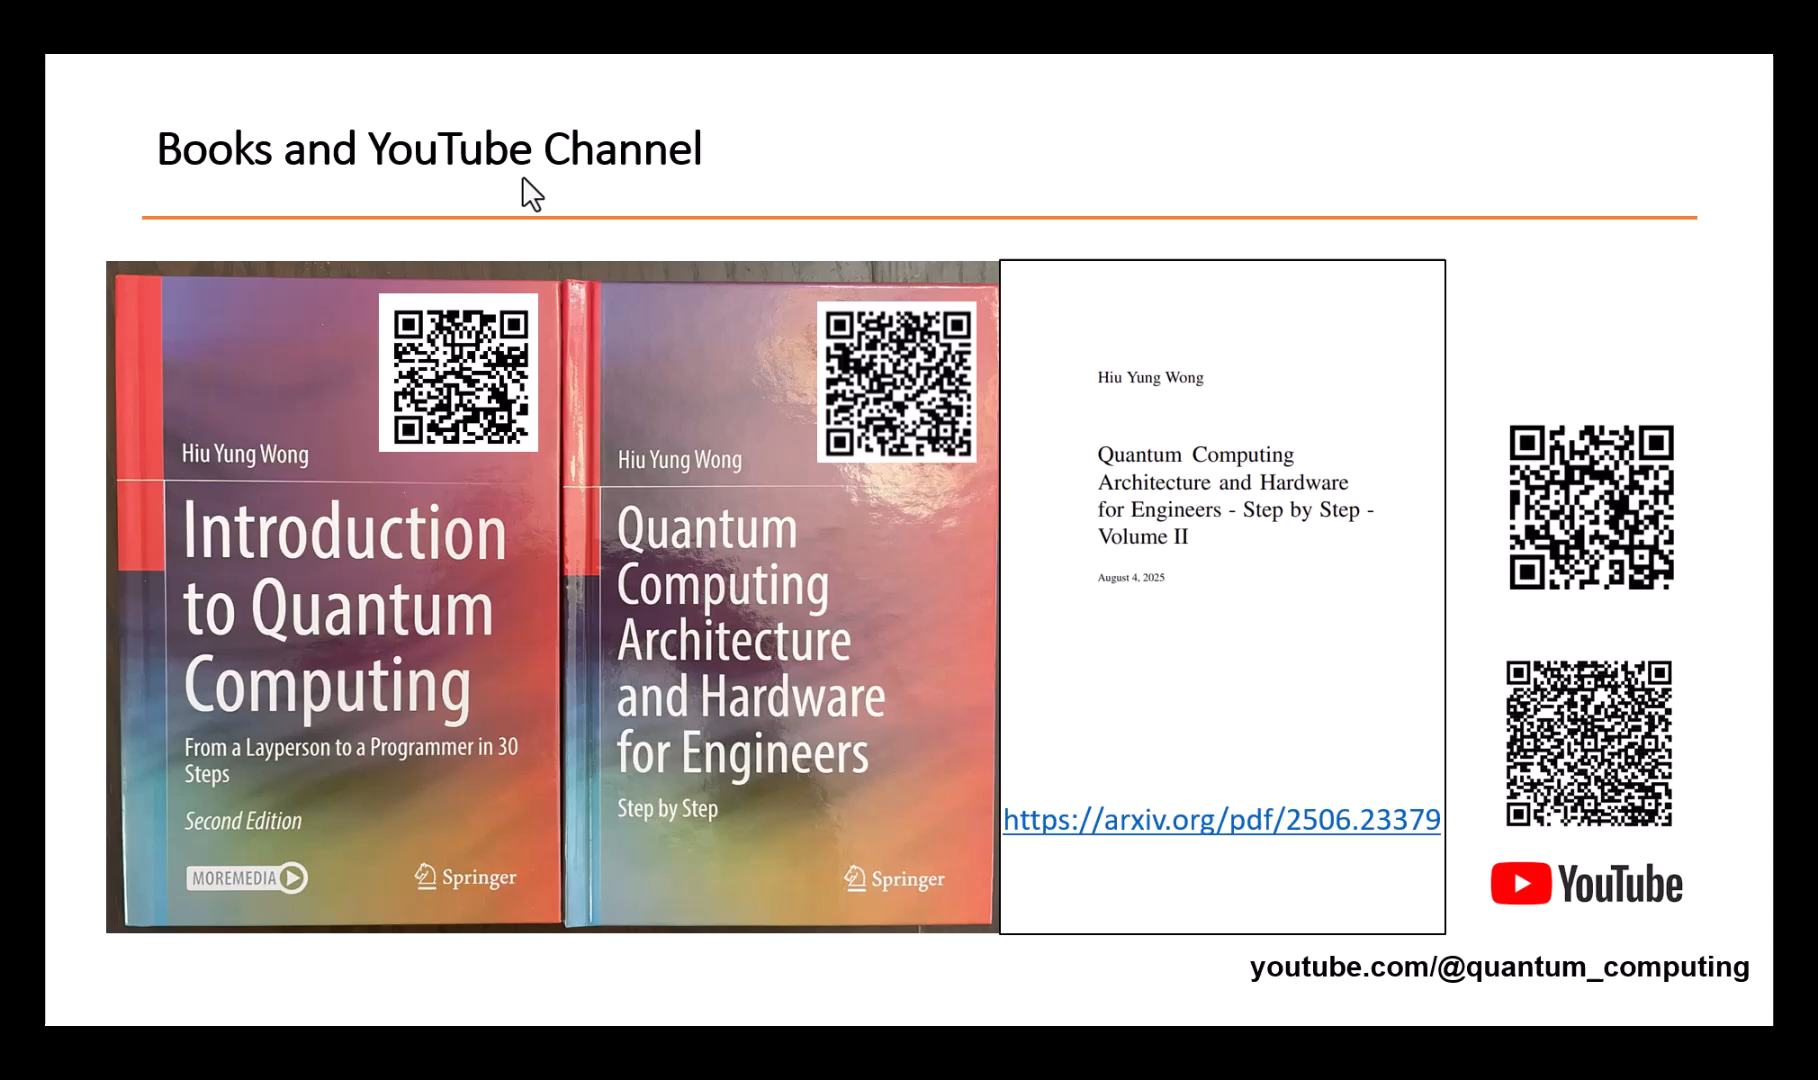 Books and YouTube Channel
Hiu Yung Wong
Introduction
to Quantum
Computing
From a Layperson to a Programmer in 30
Steps
Second Edition
MOREMEDIA
Springer
Hiu Yung Wong
Quantum
Computing
Architecture
and Hardware
for Engineers
Step by Step
Springer
Hiu Yung Wong
Quantum Computing
Architecture and Hardware
for Engineers - Step by Step -
Volume II
August 4, 2025
https://arxiv.org/pdf/2506.23379
YouTube
youtube.com/@quantum_computing